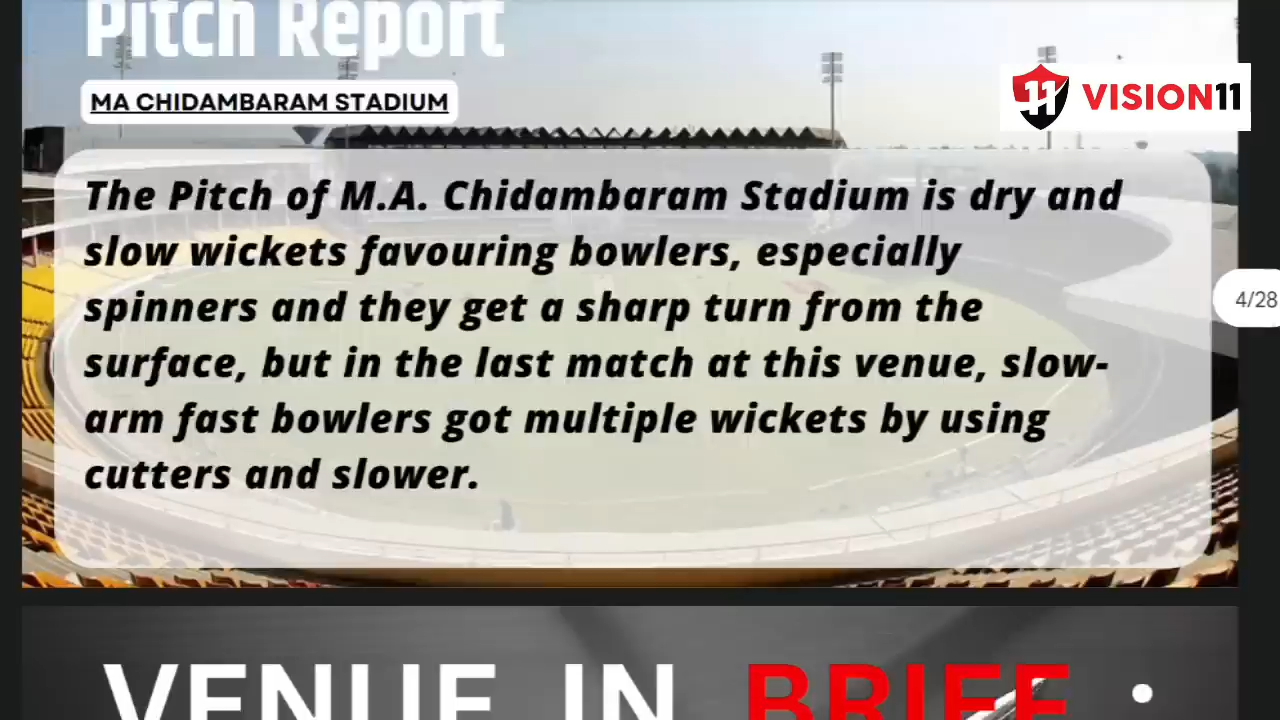 Pitch Report
MA CHIDAMBARAM STADIUM
11 VISION11
The Pitch of M.A. Chidambaram Stadium is dry and
slow wickets favouring bowlers, especially
spinners and they get a sharp turn from the
surface, but in the last match at this venue, slow-
arm fast bowlers got multiple wickets by using
cutters and slower.
4/28
VENUE IN BRIEF :